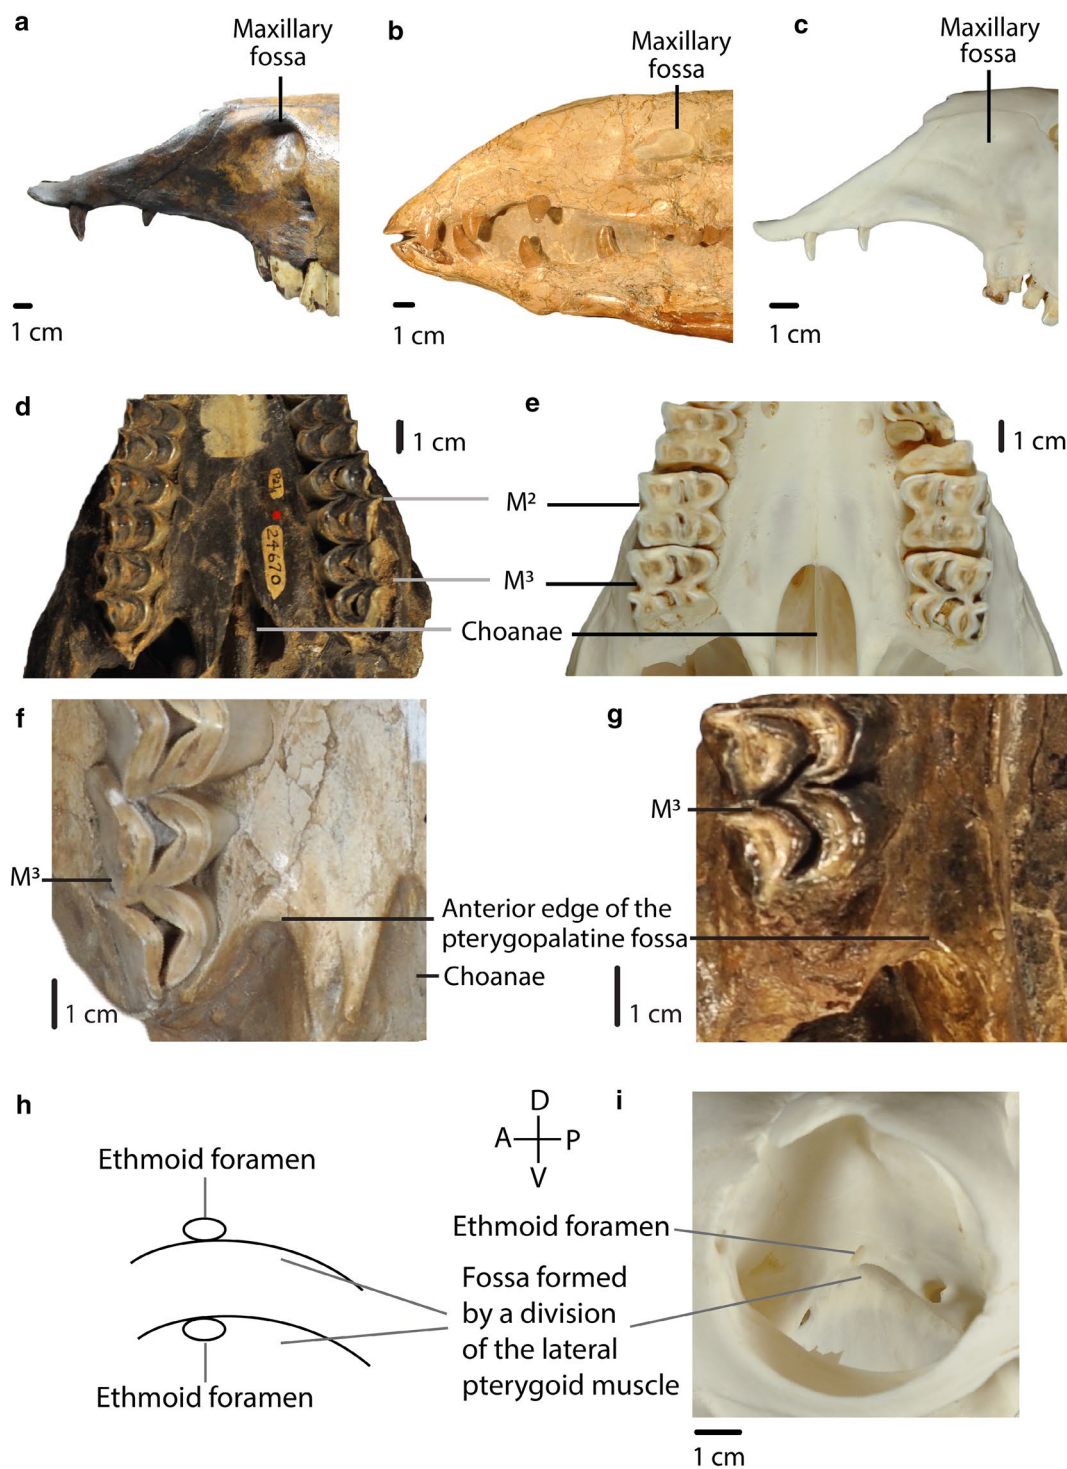 a
Maxillary
fossa
1 cm
b
Maxillary
fossa
1 cm
c
Maxillary
fossa
1 cm
d
1 cm
P21
24670
e
1 cm
M²
M³
Choanae
f
M³
1 cm
Anterior edge of the
pterygopalatine fossa
Choanae
g
M³
1 cm
h
Ethmoid foramen
Ethmoid foramen
D
A
P
V
i
Ethmoid foramen
Fossa formed
by a division
of the lateral
pterygoid muscle
1 cm